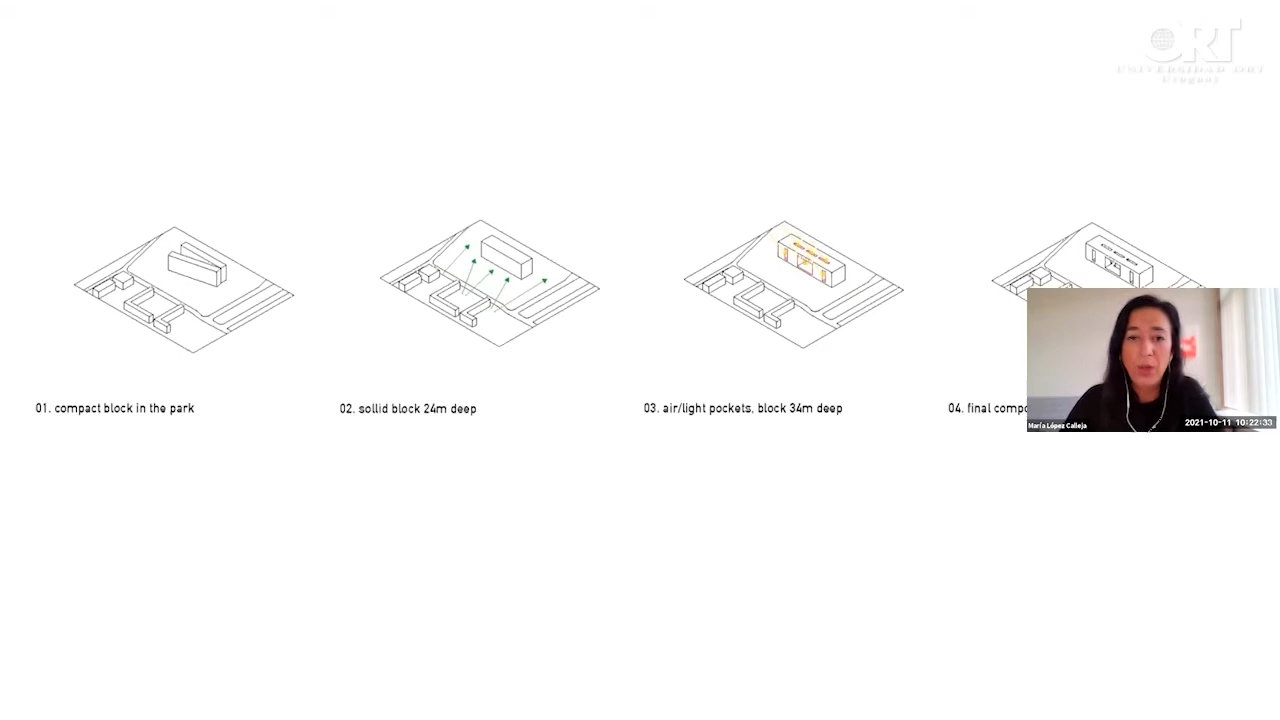 ORT
UNIVERSIDAD ORT
Uruguay
01. compact block in the park
02. sollid block 24m deep
03. air/light pockets, block 34m deep
04. final
María López Calleja
2021-10-11 10:22:33